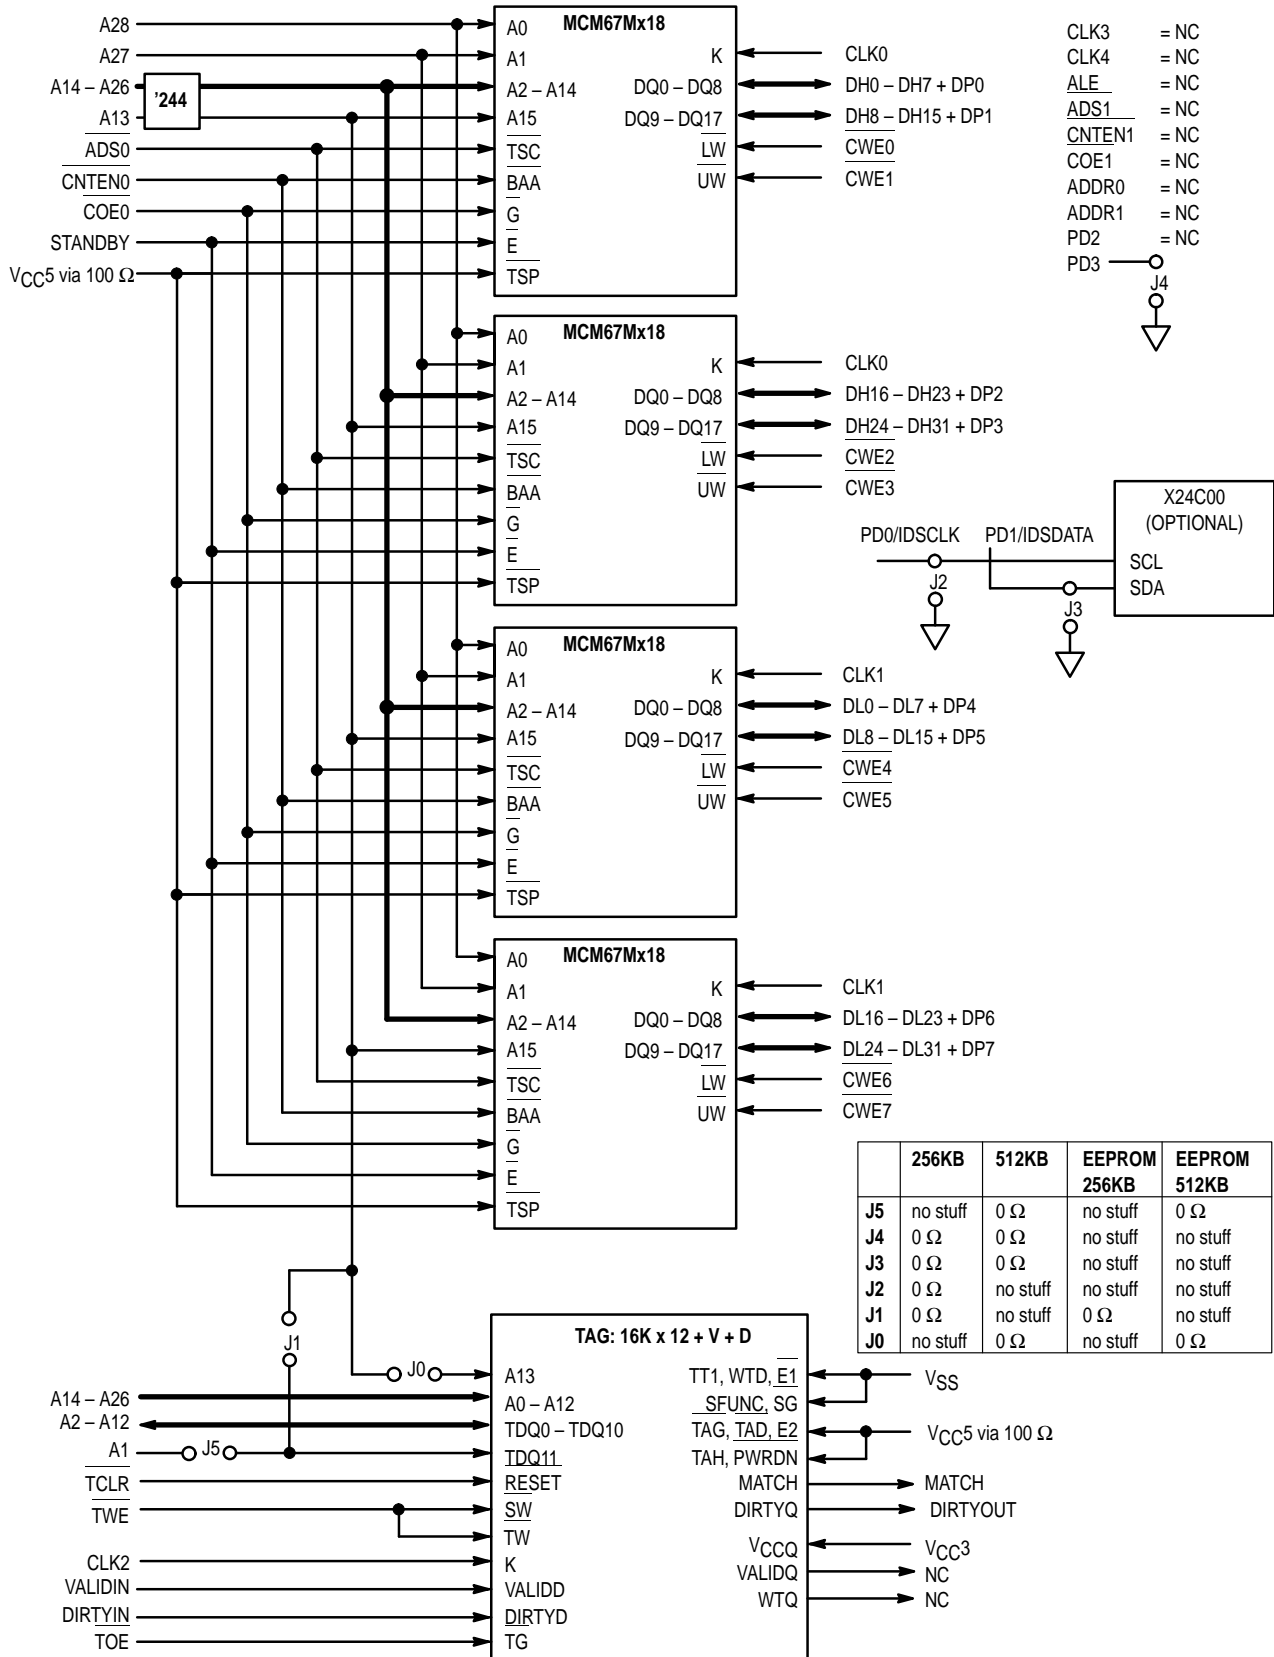 A28
A27
A14 – A26
'244
A13
ADS0
CNTEN0
COE0
STANDBY
VCC5 via 100 Ω
MCM67Mx18
A0
A1
A2 – A14
A15
TSC
BAA
G
E
TSP
K
DQ0 – DQ8
DQ9 – DQ17
LW
UW
CLK0
DH0 – DH7 + DP0
DH8 – DH15 + DP1
CWE0
CWE1
CLK3 = NC
CLK4 = NC
ALE = NC
ADS1 = NC
CNTEN1 = NC
COE1 = NC
ADDR0 = NC
ADDR1 = NC
PD2 = NC
PD3
J4
MCM67Mx18
A0
A1
A2 – A14
A15
TSC
BAA
G
E
TSP
K
DQ0 – DQ8
DQ9 – DQ17
LW
UW
CLK0
DH16 – DH23 + DP2
DH24 – DH31 + DP3
CWE2
CWE3
X24C00
(OPTIONAL)
SCL
SDA
PD0/IDSCLK
PD1/IDSDATA
J2
J3
MCM67Mx18
A0
A1
A2 – A14
A15
TSC
BAA
G
E
TSP
K
DQ0 – DQ8
DQ9 – DQ17
LW
UW
CLK1
DL0 – DL7 + DP4
DL8 – DL15 + DP5
CWE4
CWE5
MCM67Mx18
A0
A1
A2 – A14
A15
TSC
BAA
G
E
TSP
K
DQ0 – DQ8
DQ9 – DQ17
LW
UW
CLK1
DL16 – DL23 + DP6
DL24 – DL31 + DP7
CWE6
CWE7
256KB 512KB EEPROM 256KB EEPROM 512KB
J5 no stuff 0 Ω no stuff 0 Ω
J4 0 Ω 0 Ω no stuff no stuff
J3 0 Ω 0 Ω no stuff no stuff
J2 0 Ω no stuff no stuff no stuff
J1 0 Ω no stuff 0 Ω no stuff
J0 no stuff 0 Ω no stuff 0 Ω
J1
J0
J5
A14 – A26
A2 – A12
A1
TCLR
TWE
CLK2
VALIDIN
DIRTYIN
TOE
TAG: 16K x 12 + V + D
A13
A0 – A12
TDQ0 – TDQ10
TDQ11
RESET
SW
TW
K
VALIDD
DIRTYD
TG
TT1, WTD, E1
SFUNC, SG
TAG, TAD, E2
TAH, PWRDN
MATCH
DIRTYQ
VCCQ
VALIDQ
WTQ
VSS
VCC5 via 100 Ω
MATCH
DIRTYOUT
VCC3
NC
NC